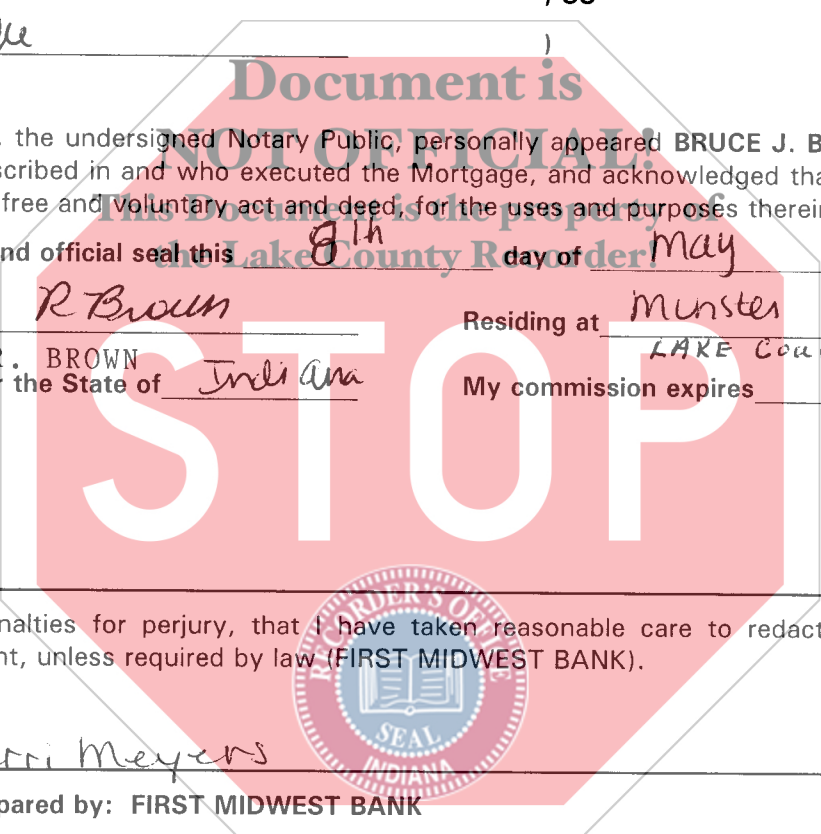 Document is
NOT OFFICIAL!
, the undersigned Notary Public, personally appeared BRUCE J. B
scribed in and who executed the Mortgage, and acknowledged tha
This Document is the property of
free and voluntary act and deed, for the uses and purposes therein
the Lake County Recorder!
nd official seal this 8th day of May
R Brown
Residing at Munster
LAKE Cou
R. BROWN
r the State of Indiana
My commission expires
STOP
nalties for perjury, that I have taken reasonable care to redact
nt, unless required by law (FIRST MIDWEST BANK).
RECORDER'S OFFICE
SEAL
INDIANA
rri Meyers
pared by: FIRST MIDWEST BANK